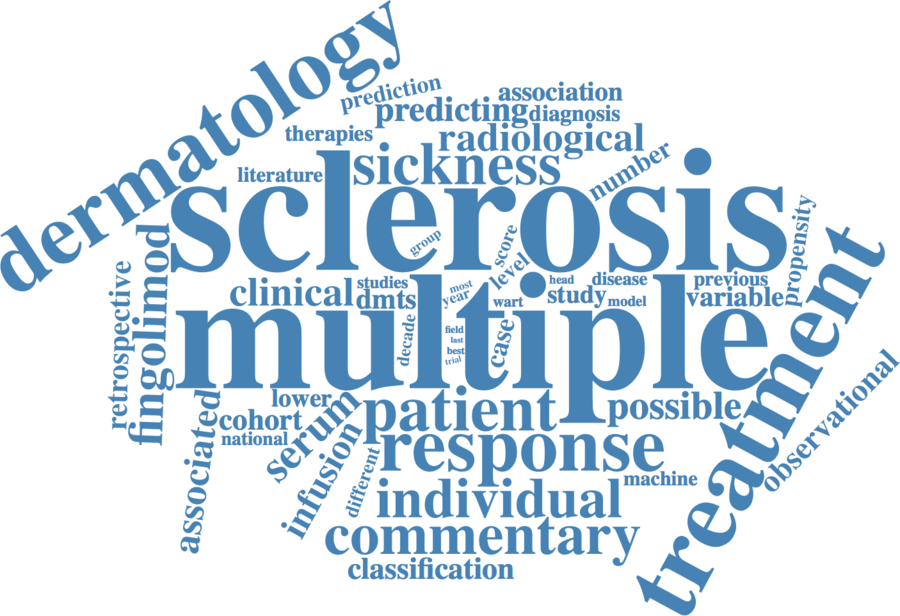 dermatology
prediction
association
predicting
diagnosis
therapies
radiological
sickness
number
literature
sclerosis
group
score
level
propensity
retrospective
fingolimod
clinical
studies
dmts
most
year
head
disease
previous
wart
study
model
variable
multiple
decade
field
last
best
trial
case
treatment
observational
associated
lower
cohort
national
serum
infusion
different
patient
possible
response
machine
individual
commentary
classification